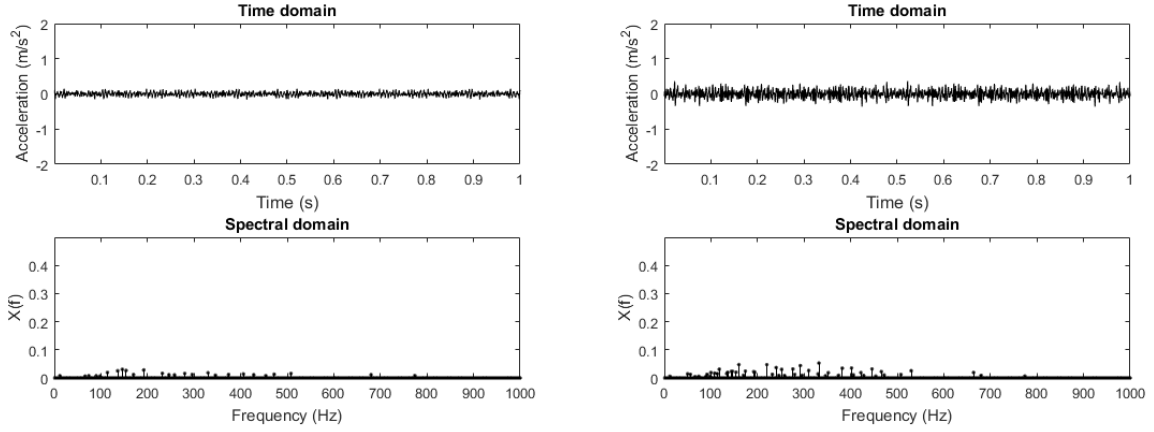 Time domain
2
1
0
-1
-2
Acceleration (m/s2)
0.1 0.2 0.3 0.4 0.5 0.6 0.7 0.8 0.9 1
Time (s)
Spectral domain
0.4
0.3
0.2
0.1
0
X(f)
0 100 200 300 400 500 600 700 800 900 1000
Frequency (Hz)
Time domain
2
1
0
-1
-2
Acceleration (m/s2)
0.1 0.2 0.3 0.4 0.5 0.6 0.7 0.8 0.9 1
Time (s)
Spectral domain
0.4
0.3
0.2
0.1
0
X(f)
0 100 200 300 400 500 600 700 800 900 1000
Frequency (Hz)